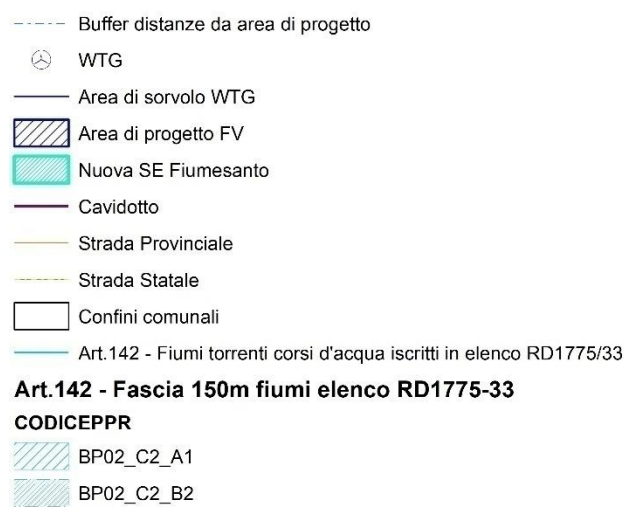 Buffer distanze da area di progetto
WTG
Area di sorvolo WTG
Area di progetto FV
Nuova SE Fiumesanto
Cavidotto
Strada Provinciale
Strada Statale
Confini comunali
Art.142 - Fiumi torrenti corsi d'acqua iscritti in elenco RD1775/33
Art.142 - Fascia 150m fiumi elenco RD1775-33
CODICEPPR
BP02_C2_A1
BP02_C2_B2